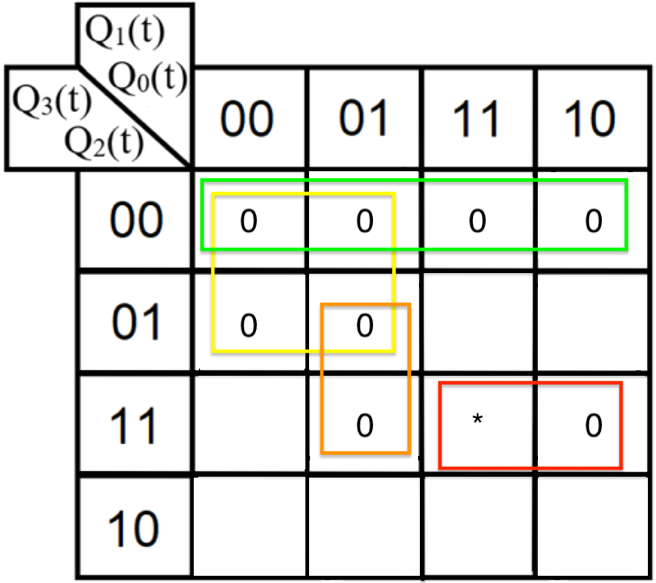 Q₁(t)
Q₀(t)
Q₃(t)
Q₂(t)
00 01 11 10
00 0 0 0 0
01 0 0
11 0 * 0
10